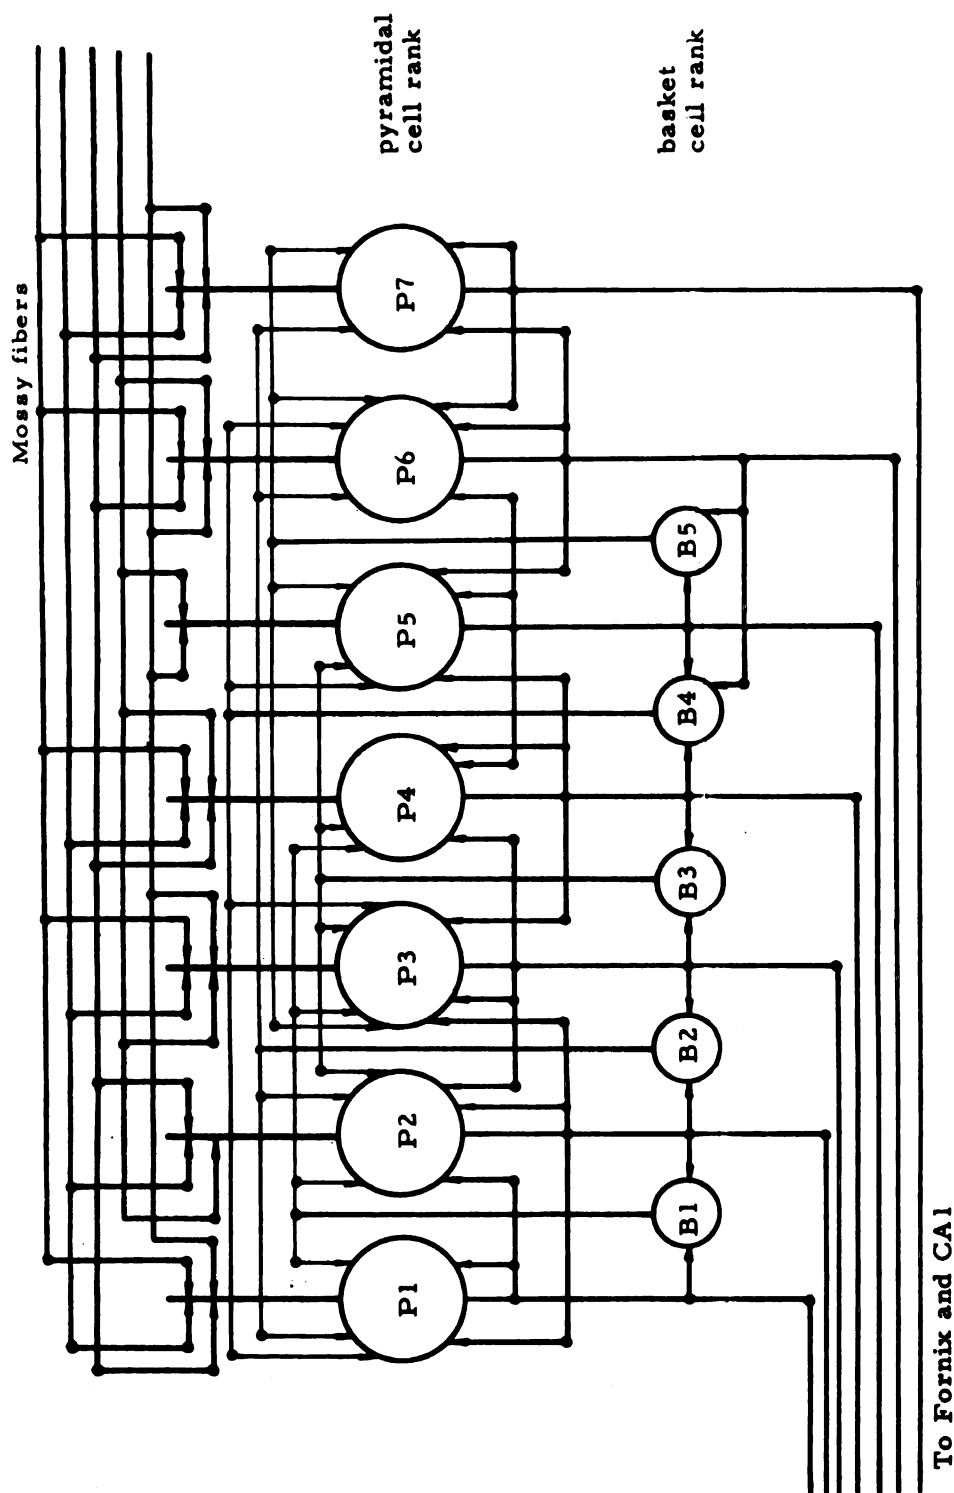 Mossy fibers
pyramidal
cell rank
basket
cell rank
P1
P2
P3
P4
P5
P6
P7
B1
B2
B3
B4
B5
To Fornix and CA1